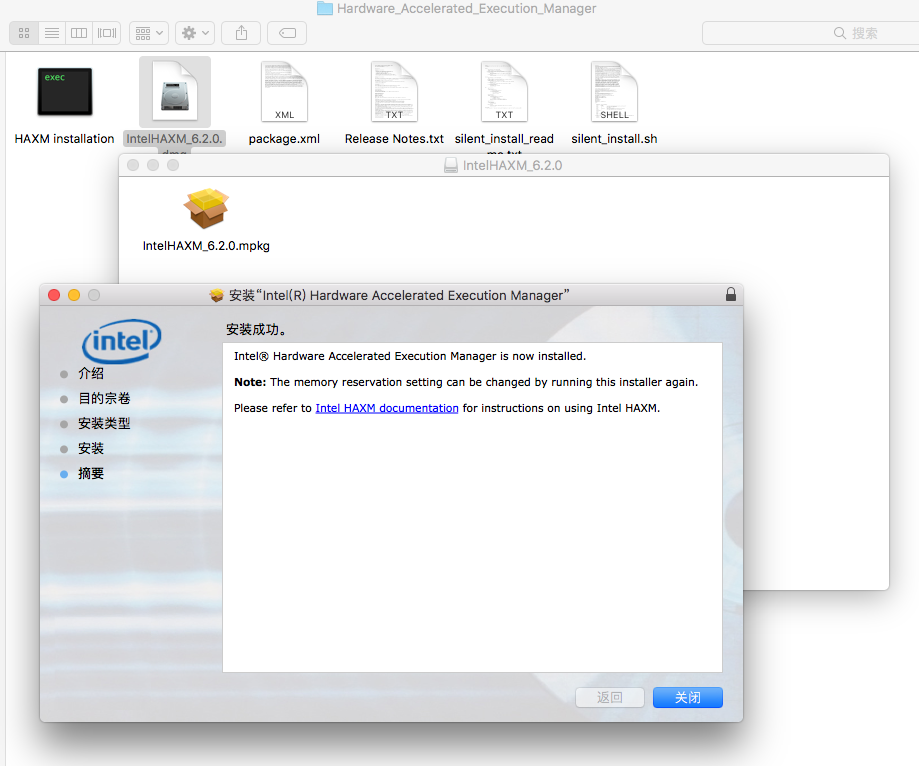 Hardware_Accelerated_Execution_Manager
搜索
exec
XML
TXT
TXT
SHELL
HAXM installation
IntelHAXM_6.2.0.
dmg
package.xml
Release Notes.txt
silent_install_read
me.txt
silent_install.sh
IntelHAXM_6.2.0
IntelHAXM_6.2.0.mpkg
安装“Intel(R) Hardware Accelerated Execution Manager”
intel®
介绍
目的宗卷
安装类型
安装
摘要
安装成功。
Intel® Hardware Accelerated Execution Manager is now installed.
Note: The memory reservation setting can be changed by running this installer again.
Please refer to Intel HAXM documentation for instructions on using Intel HAXM.
返回
关闭